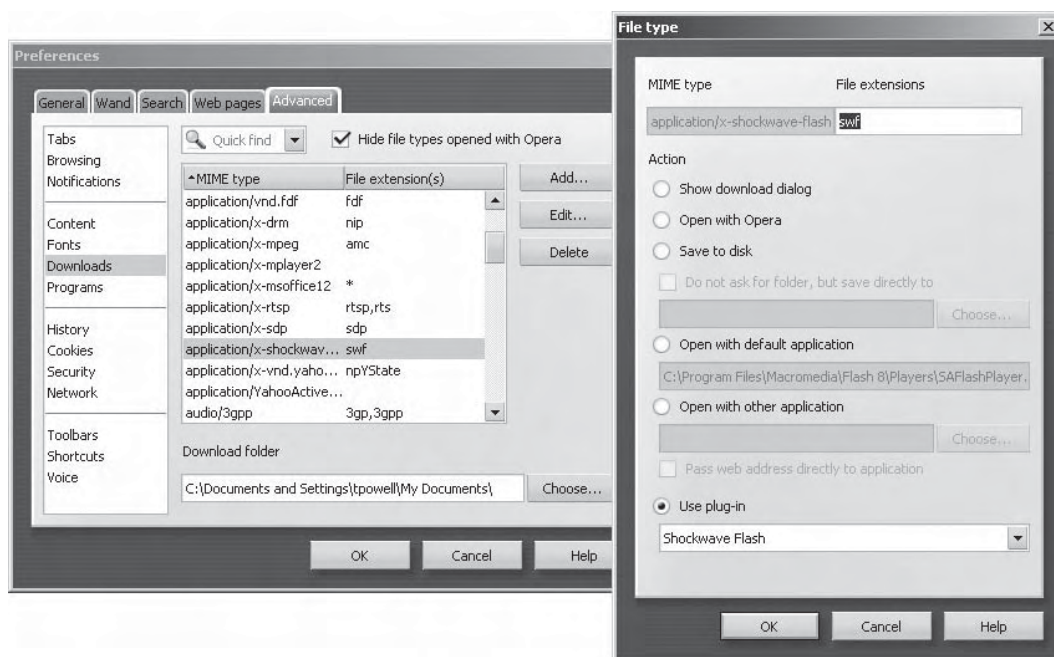 Preferences
General Wand Search Web pages Advanced
Tabs
Browsing
Notifications
Content
Fonts
Downloads
Programs
History
Cookies
Security
Network
Toolbars
Shortcuts
Voice
Quick find
Hide file types opened with Opera
MIME type File extension(s)
application/vnd.fdf fdf
application/x-drm nip
application/x-mpeg amc
application/x-mplayer2
application/x-msoffice12 *
application/x-rtsp rtsp,rts
application/x-sdp sdp
application/x-shockwav... swf
application/x-vnd.yaho... npYState
application/YahooActive...
audio/3gpp 3gp,3gpp
Add...
Edit...
Delete
Download folder
C:\Documents and Settings\tpowell\My Documents\ Choose...
OK Cancel Help
File type
MIME type File extensions
application/x-shockwave-flash swf
Action
Show download dialog
Open with Opera
Save to disk
Do not ask for folder, but save directly to
Choose...
Open with default application
C:\Program Files\Macromedia\Flash 8\Players\SAFlashPlayer.
Open with other application
Choose...
Pass web address directly to application
Use plug-in
Shockwave Flash
OK Cancel Help